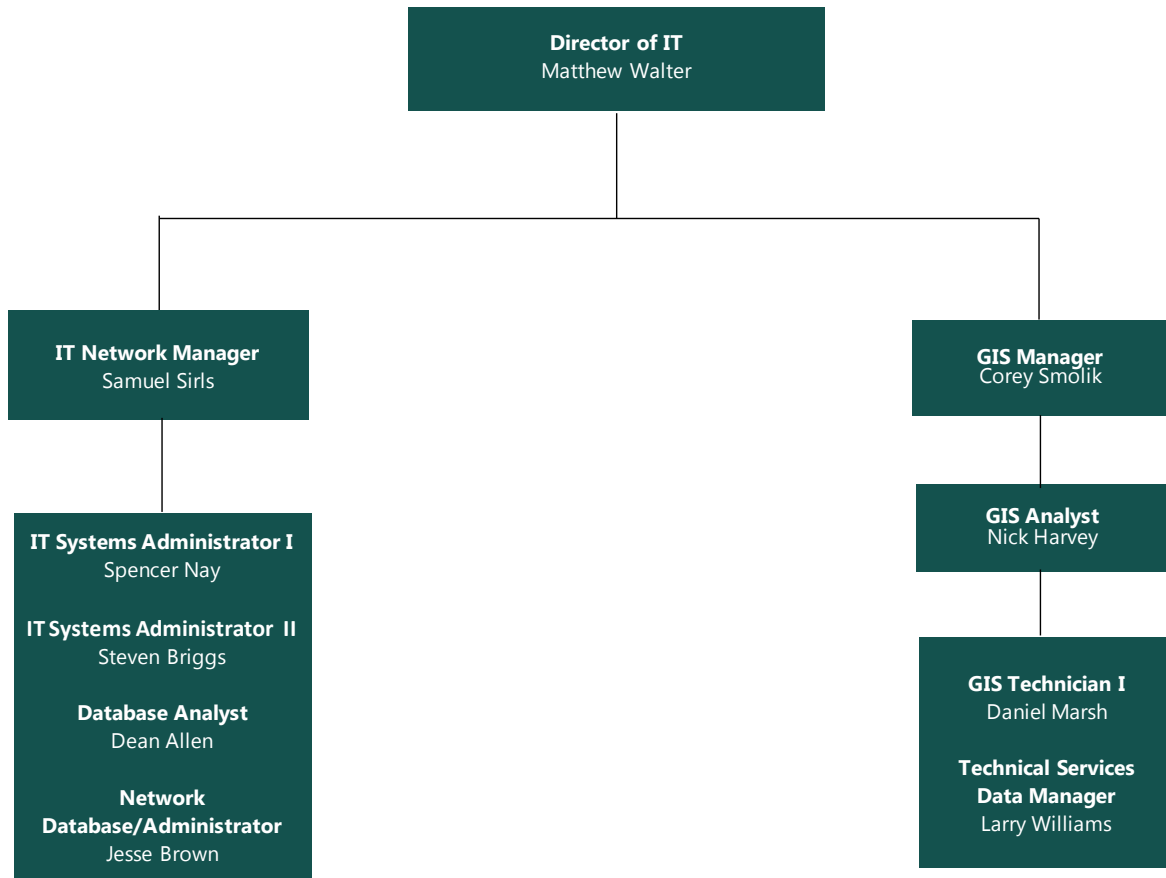 Director of IT
Matthew Walter
IT Network Manager
Samuel Sirls
GIS Manager
Corey Smolik
GIS Analyst
Nick Harvey
IT Systems Administrator I
Spencer Nay
IT Systems Administrator II
Steven Briggs
Database Analyst
Dean Allen
Network
Database/Administrator
Jesse Brown
GIS Technician I
Daniel Marsh
Technical Services
Data Manager
Larry Williams